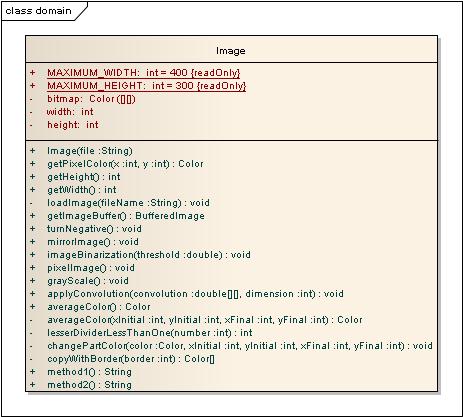 class domain
Image
+ MAXIMUM_WIDTH: int = 400 {readOnly}
+ MAXIMUM_HEIGHT: int = 300 {readOnly}
- bitmap: Color ([][])
- width: int
- height: int
+ Image(file :String)
+ getPixelColor(x :int, y :int) : Color
+ getHeight() : int
+ getWidth() : int
- loadImage(fileName :String) : void
+ getImageBuffer() : BufferedImage
+ turnNegative() : void
+ mirrorImage() : void
+ imageBinarization(threshold :double) : void
+ pixelImage() : void
+ grayScale() : void
+ applyConvolution(convolution :double[][], dimension :int) : void
+ averageColor() : Color
- averageColor(xInitial :int, yInitial :int, xFinal :int, yFinal :int) : Color
- lesserDividerLessThanOne(number :int) : int
- changePartColor(color :Color, xInitial :int, yInitial :int, xFinal :int, yFinal :int) : void
- copyWithBorder(border :int) : Color[]
+ method1() : String
+ method2() : String